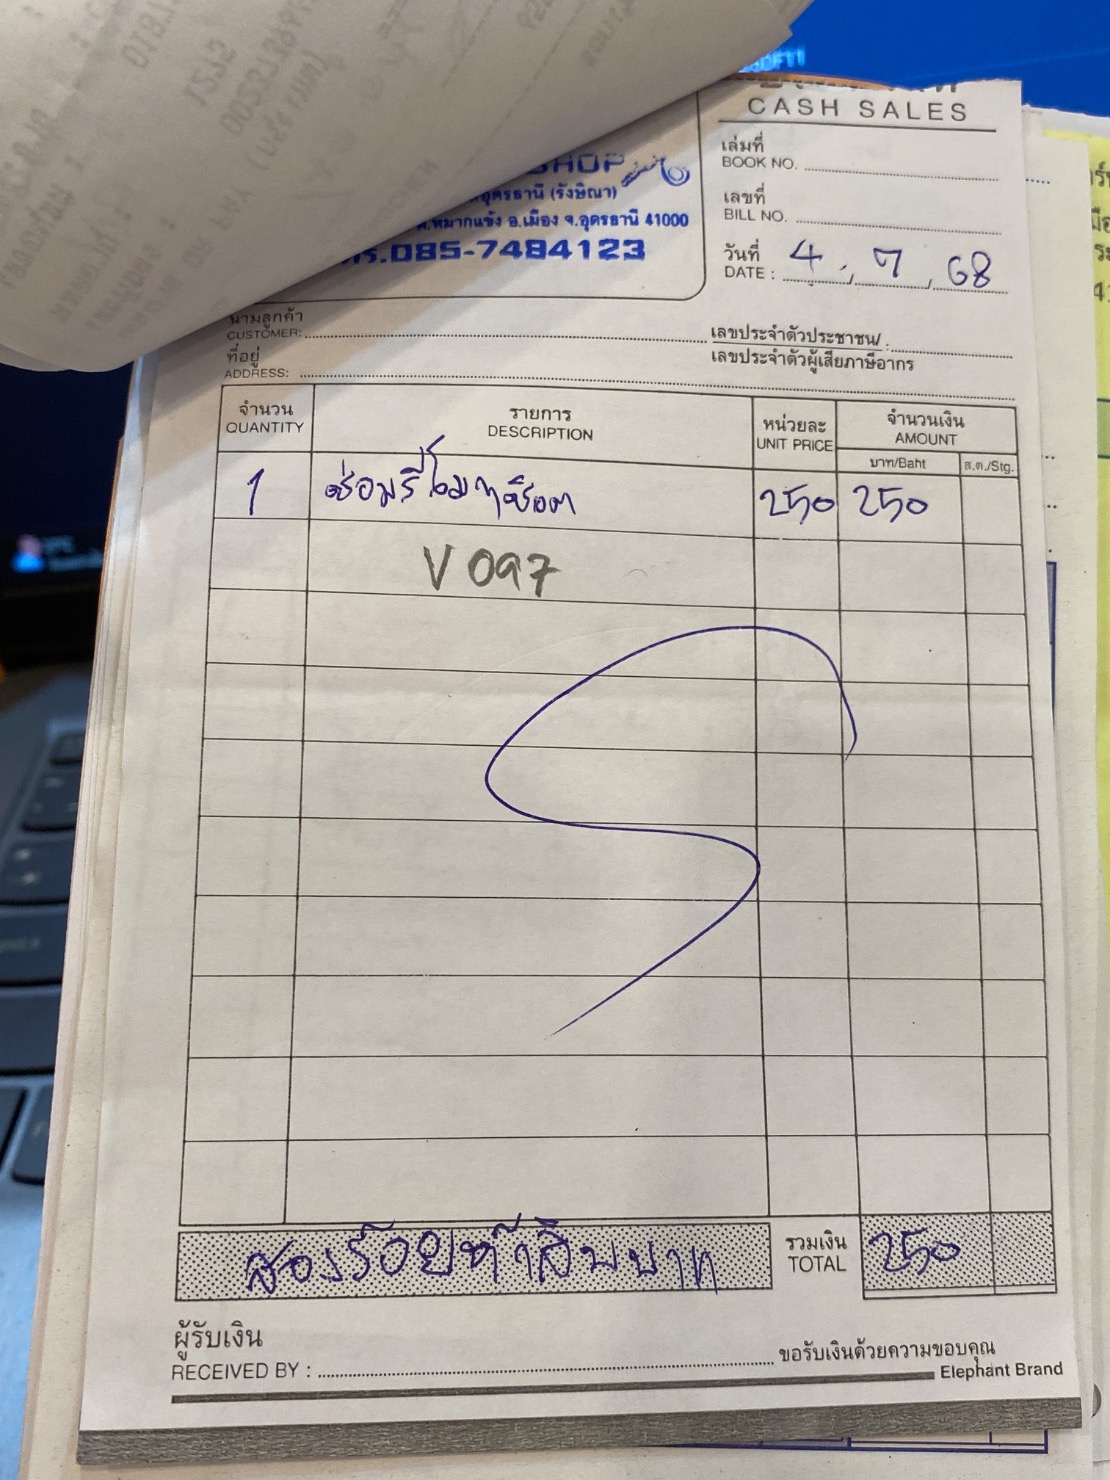 CASH SALES
SHOP
เล่มที่
BOOK NO.
อุดรธานี (รังษิณา)
เลขที่
BILL NO.
ต.หมากแข้ง อ.เมือง จ.อุดรธานี 41000
โทร.085-7484123
วันที่
DATE : 4 / 7 / 68
นามลูกค้า
CUSTOMER:
เลขประจำตัวประชาชน/ :
เลขประจำตัวผู้เสียภาษีอากร
ที่อยู่
ADDRESS:
จำนวน รายการ หน่วยละ จำนวนเงิน
QUANTITY DESCRIPTION UNIT PRICE AMOUNT
บาท/Baht ส.ต./Stg.
1 ซ่อมรีโมท 250 250
V 097
สองร้อยห้าสิบบาท รวมเงิน 250
TOTAL
ผู้รับเงิน
RECEIVED BY :
ขอรับเงินด้วยความขอบคุณ
Elephant Brand